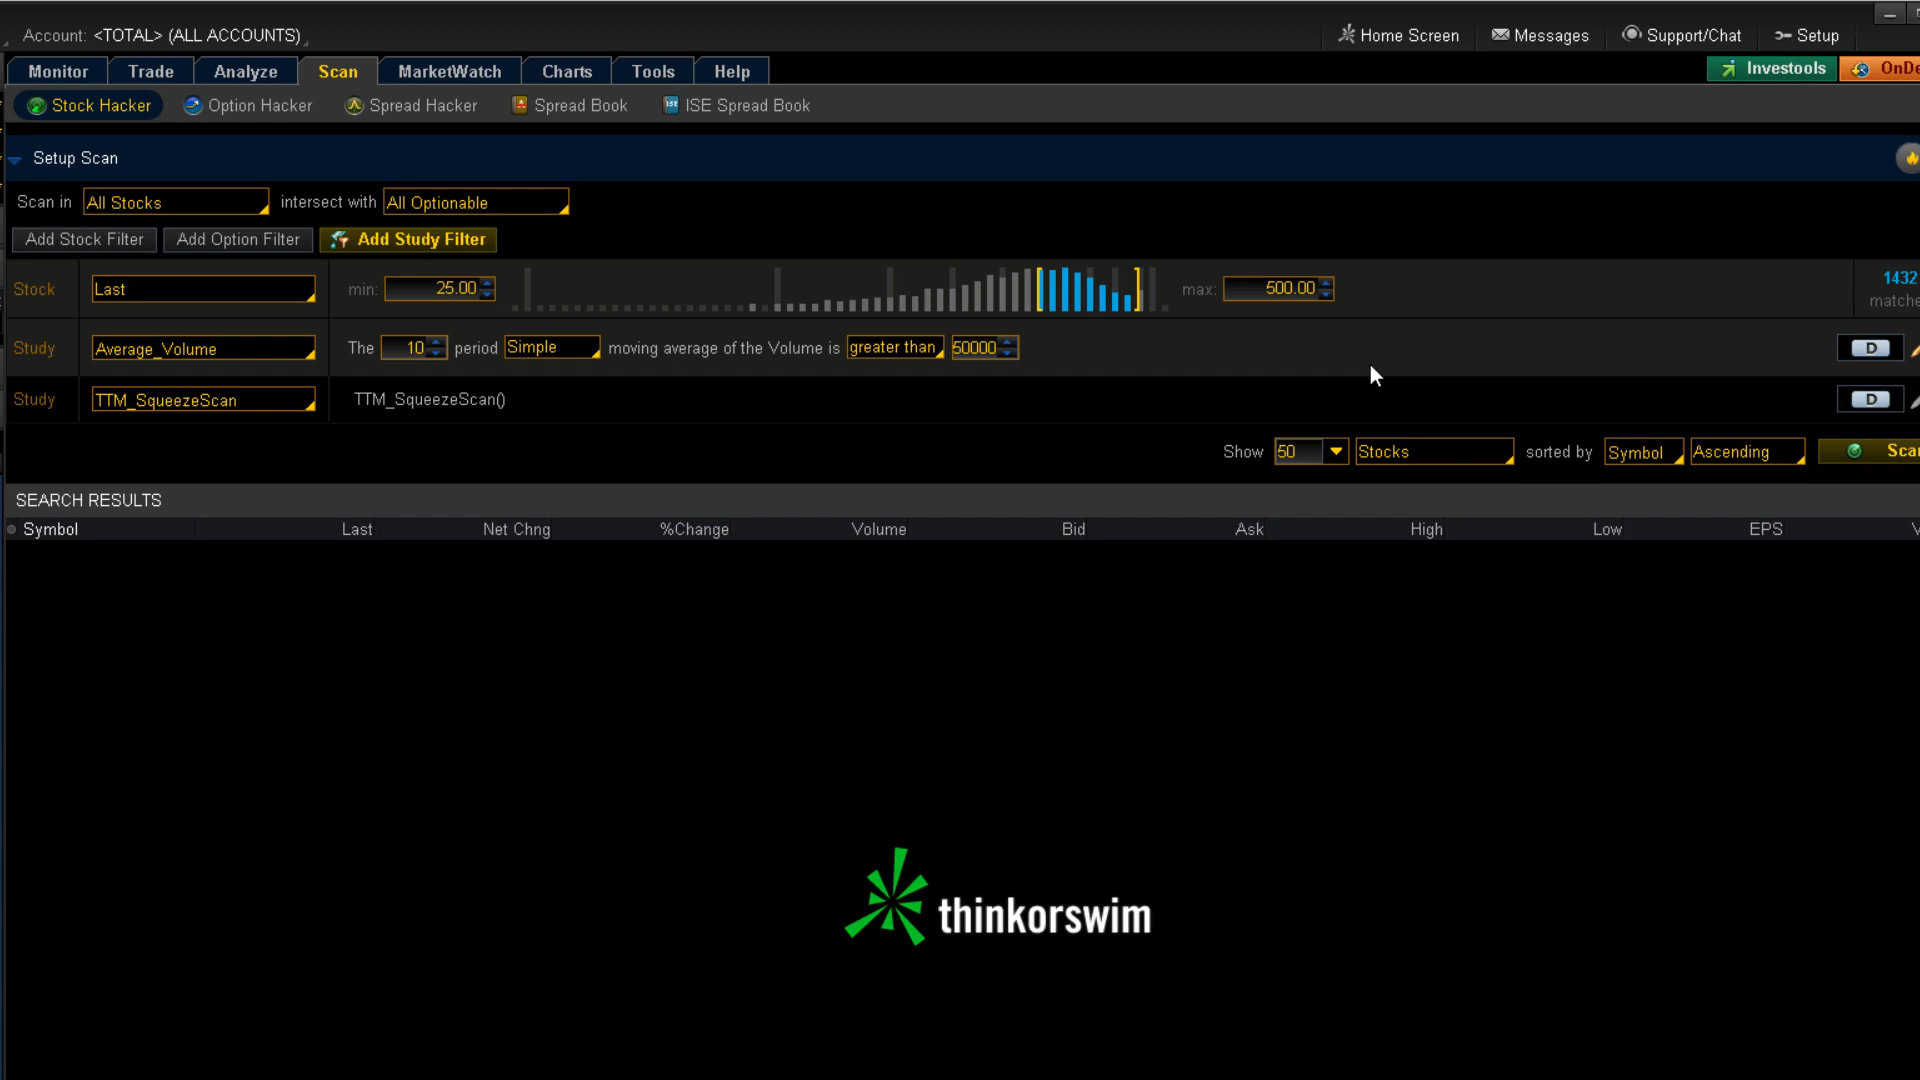 Account: <TOTAL> (ALL ACCOUNTS) Home Screen Messages Support/Chat Setup
Monitor Trade Analyze Scan MarketWatch Charts Tools Help Investools OnDe
Stock Hacker Option Hacker Spread Hacker Spread Book ISE Spread Book
Setup Scan
Scan in All Stocks intersect with All Optionable
Add Stock Filter Add Option Filter Add Study Filter
Stock Last min: 25.00 max: 500.00 1432
matche
Study Average_Volume The 10 period Simple moving average of the Volume is greater than 50000 D
Study TTM_SqueezeScan TTM_SqueezeScan() D
Show 50 Stocks sorted by Symbol Ascending Scan
SEARCH RESULTS
Symbol Last Net Chng %Change Volume Bid Ask High Low EPS V
thinkorswim